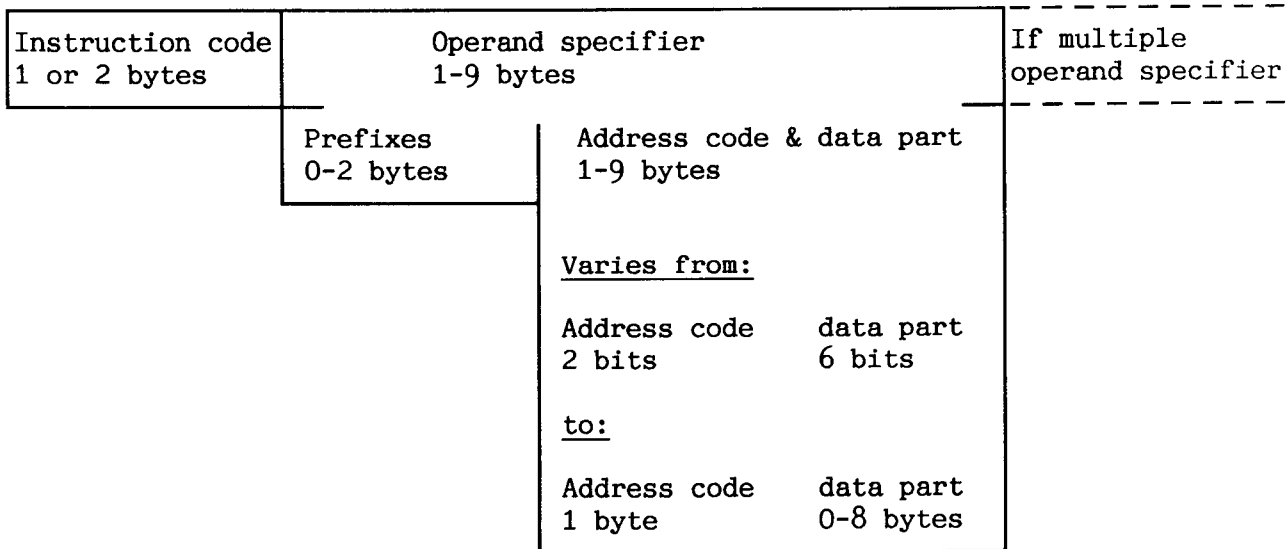 Instruction code
1 or 2 bytes
Operand specifier
1-9 bytes
If multiple
operand specifier
Prefixes
0-2 bytes
Address code & data part
1-9 bytes
Varies from:
Address code data part
2 bits 6 bits
to:
Address code data part
1 byte 0-8 bytes